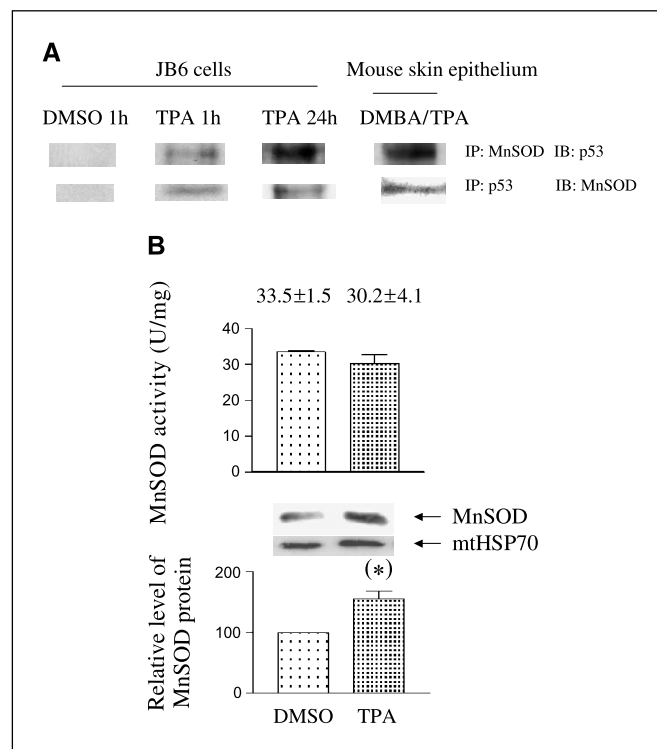 A
JB6 cells
Mouse skin epithelium
DMSO 1h TPA 1h TPA 24h DMBA/TPA
IP: MnSOD IB: p53
IP: p53 IB: MnSOD
B
33.5±1.5 30.2±4.1
MnSOD activity (U/mg)
40
30
20
10
0
MnSOD
mtHSP70
(*)
Relative level of
MnSOD protein
200
100
0
DMSO TPA